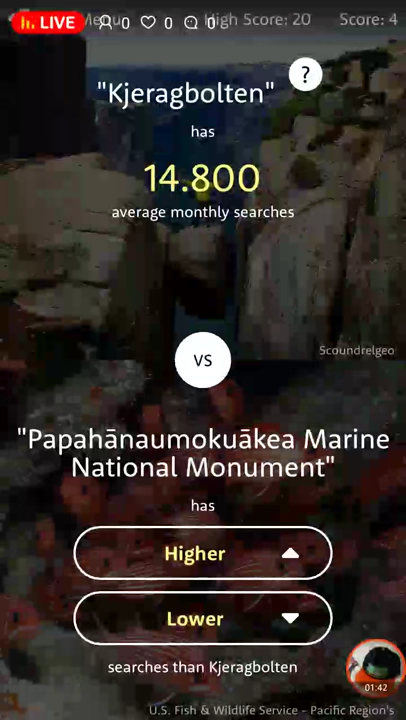 LIVE 0 0 0 High Score: 20 Score: 4
"Kjeragbolten" ?
has
14.800
average monthly searches
Scoundrelgeo
VS
"Papahānaumokuākea Marine
National Monument"
has
Higher
Lower
searches than Kjeragbolten
01:42
U.S. Fish & Wildlife Service - Pacific Region's